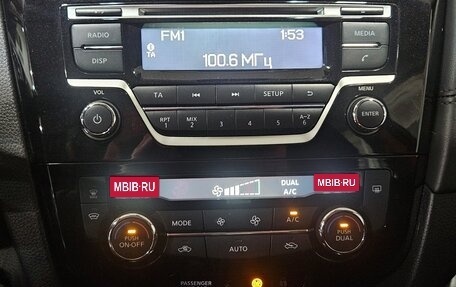 RADIO
FM1
1:53
MEDIA
DISP
TA
100.6 МГц
VOL
TA
SETUP
MENU
RPT
1
MIX
2
3
4
5
A-Z
6
ENTER
MBIB-RU
DUAL
A/C
MBIB-RU
PUSH
ON·OFF
MODE
A/C
PUSH
DUAL
AUTO
PASSENGER